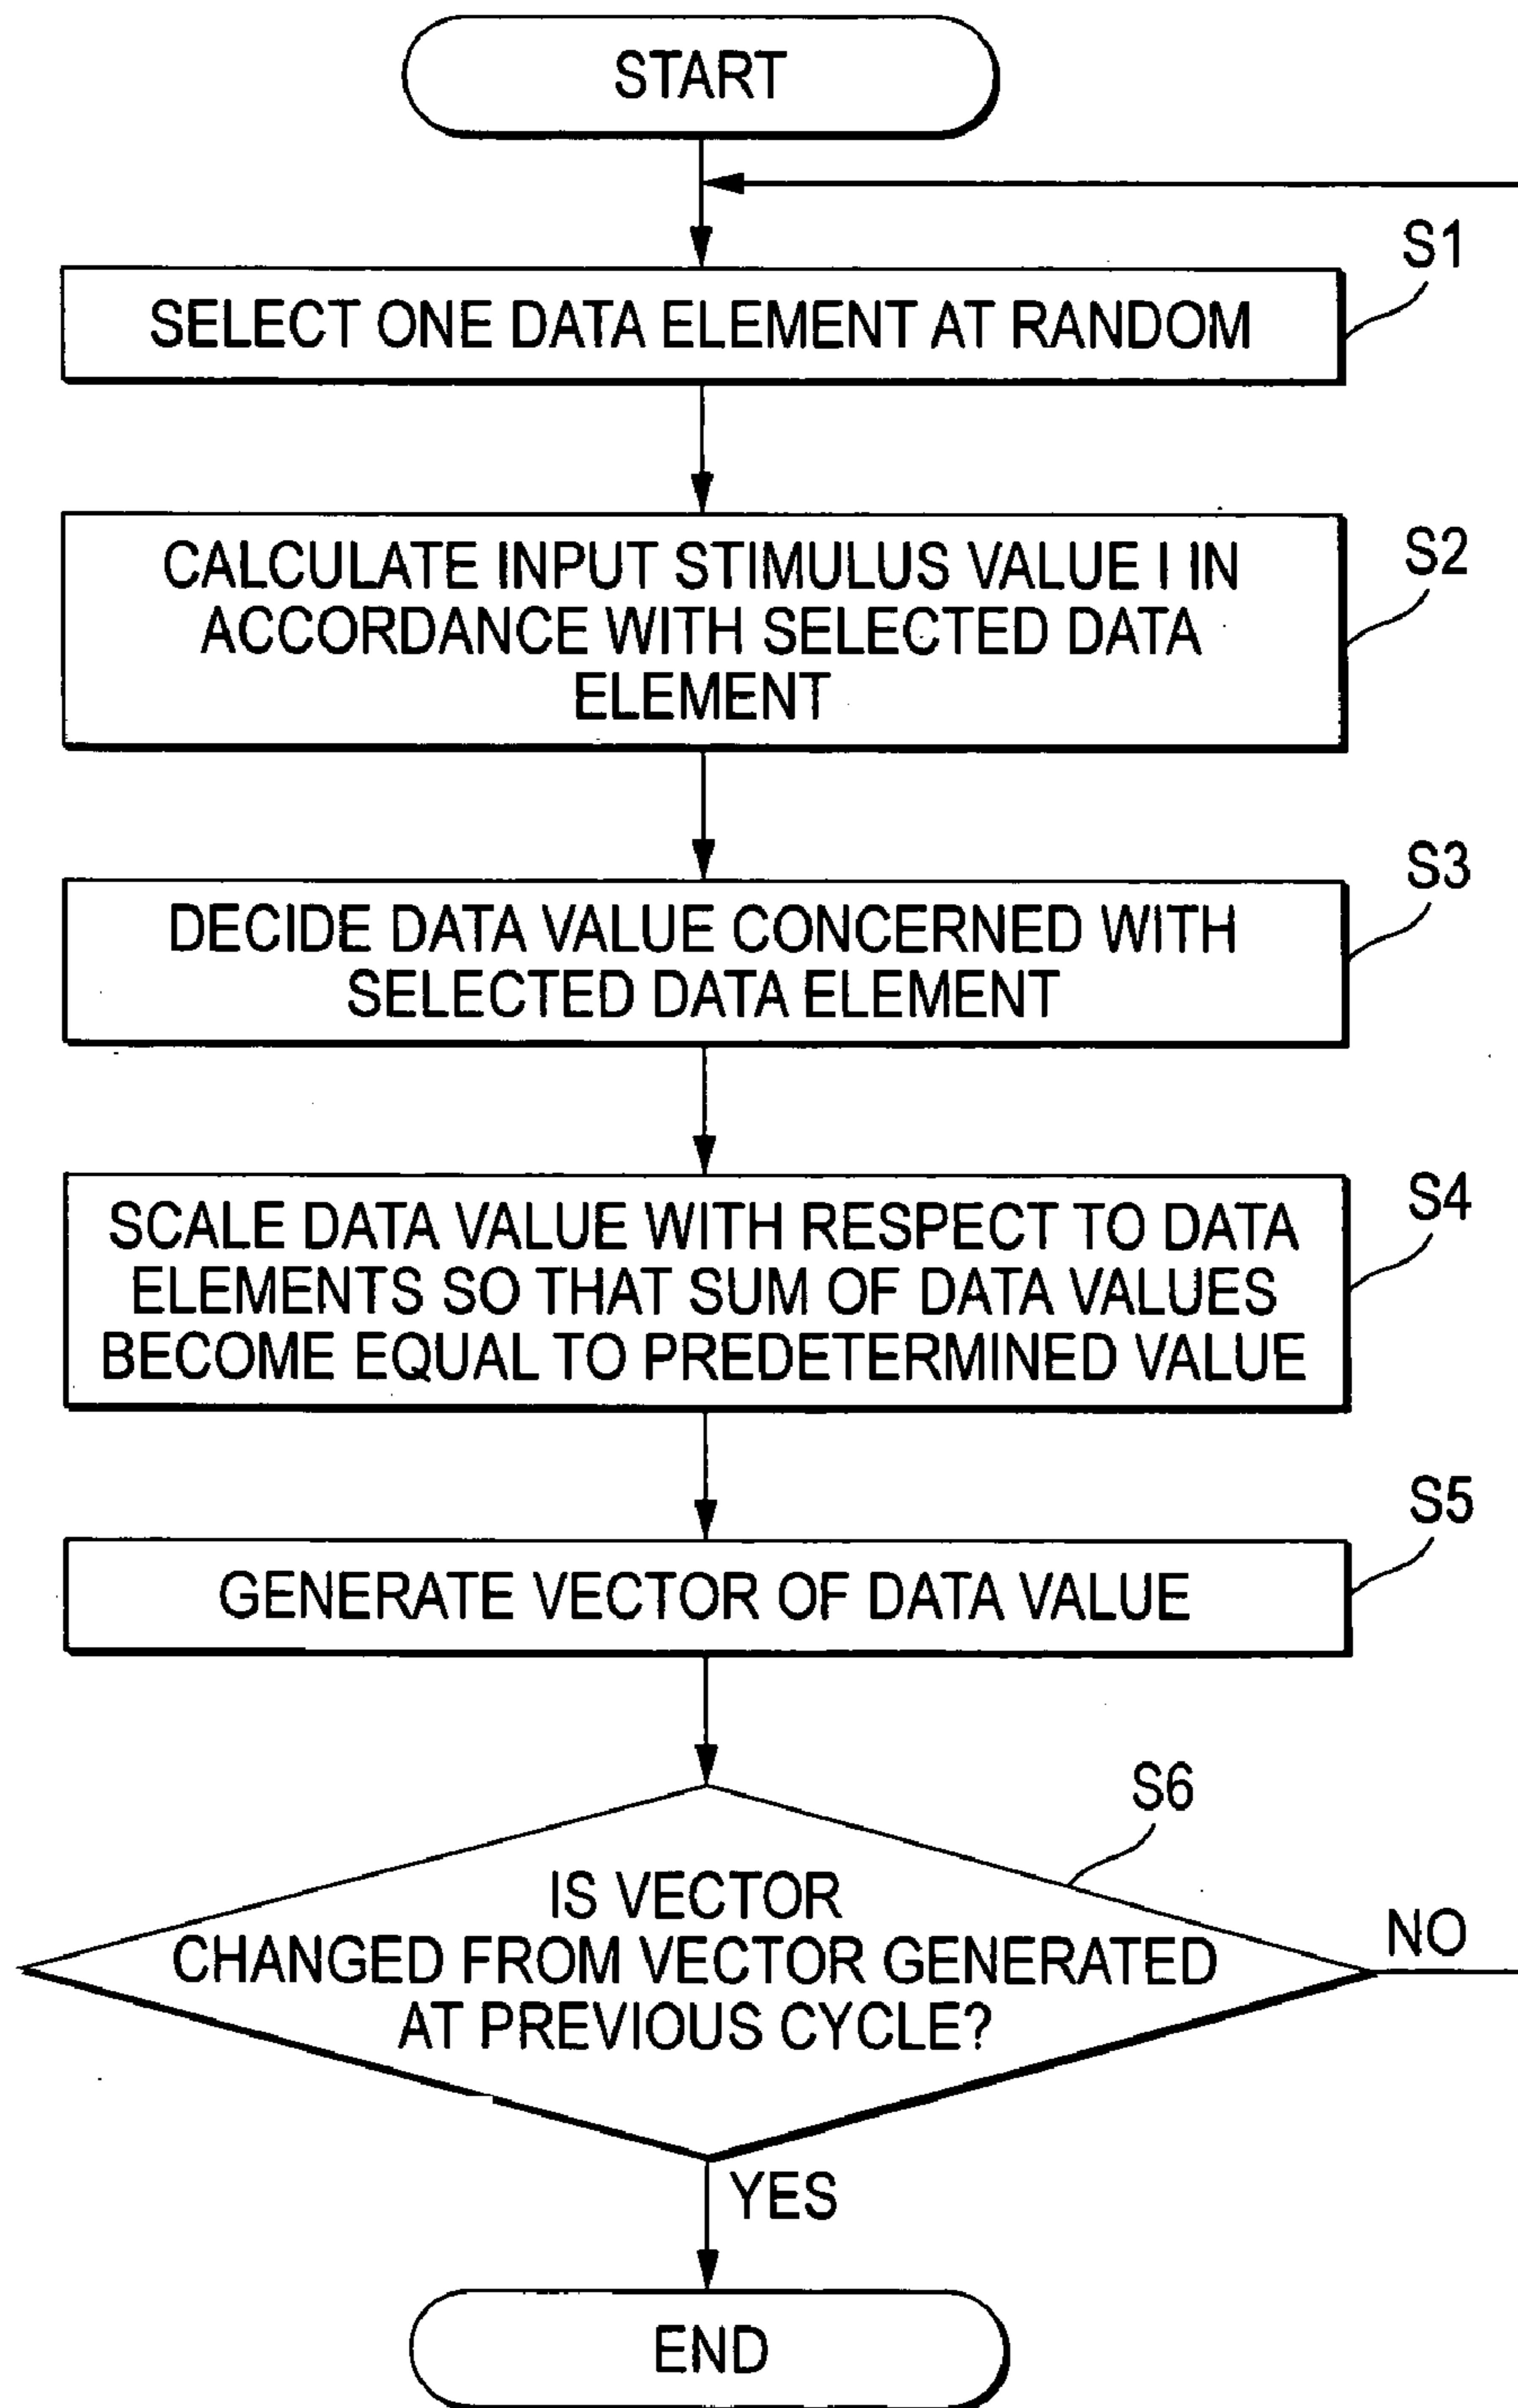 START
S1
SELECT ONE DATA ELEMENT AT RANDOM
S2
CALCULATE INPUT STIMULUS VALUE I IN
ACCORDANCE WITH SELECTED DATA
ELEMENT
S3
DECIDE DATA VALUE CONCERNED WITH
SELECTED DATA ELEMENT
S4
SCALE DATA VALUE WITH RESPECT TO DATA
ELEMENTS SO THAT SUM OF DATA VALUES
BECOME EQUAL TO PREDETERMINED VALUE
S5
GENERATE VECTOR OF DATA VALUE
S6
IS VECTOR
CHANGED FROM VECTOR GENERATED
AT PREVIOUS CYCLE?
NO
YES
END